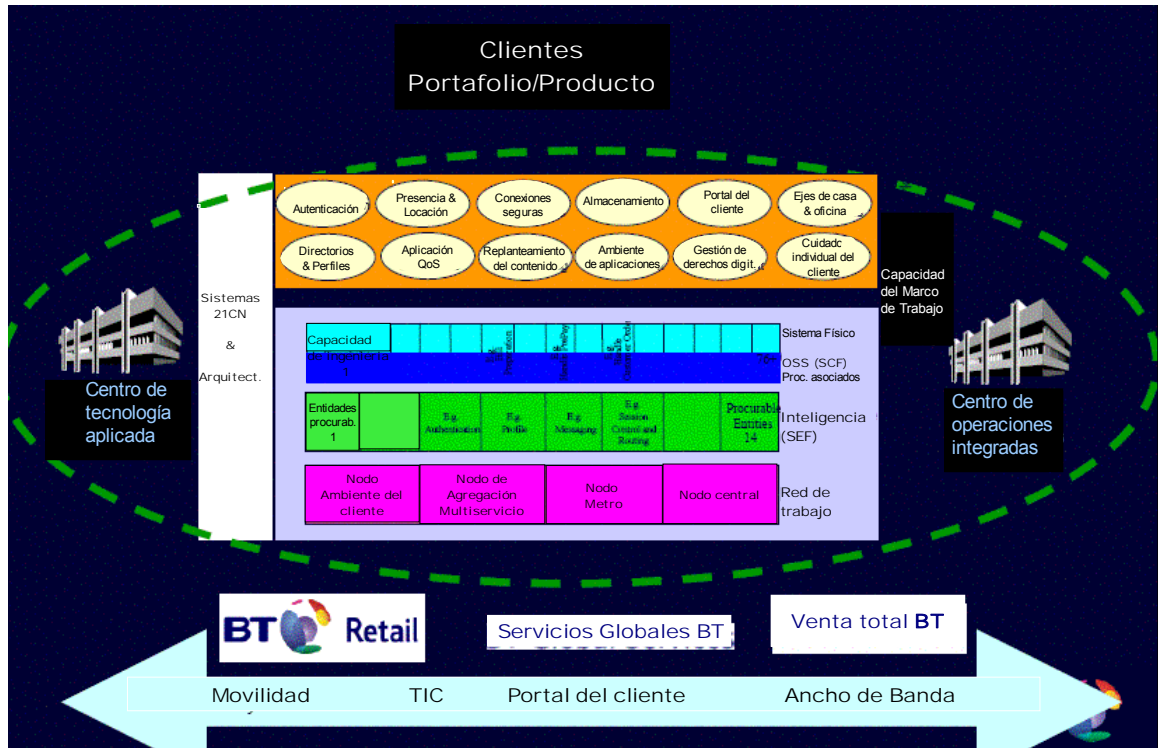 Clientes
Portafolio/Producto
Autenticación
Presencia &
Locación
Conexiones
seguras
Almacenamiento
Portal del
cliente
Ejes de casa
& oficina
Directorios
& Perfiles
Aplicación
QoS
Replanteamiento
del contenido
Ambiente
de aplicaciones
Gestión de
derechos digit.
Cuidado
individual del
cliente
Sistemas
21CN
&
Arquitect.
Capacidad
del Marco
de Trabajo
Centro de
tecnología
aplicada
Centro de
operaciones
integradas
Capacidad
de Ingeniería
1
76+
Sistema Físico
OSS (SCF)
Proc. asociados
Entidades
procurab.
1
E.g.
Authentication
E.g.
Profile
E.g.
Messaging
E.g.
Session
Control and
Routing
Procurable
Entities
14
Inteligencia
(SEF)
Nodo
Ambiente del
cliente
Nodo de
Agregación
Multiservicio
Nodo
Metro
Nodo central
Red de
trabajo
BT Retail
Servicios Globales BT
Venta total BT
Movilidad TIC Portal del cliente Ancho de Banda